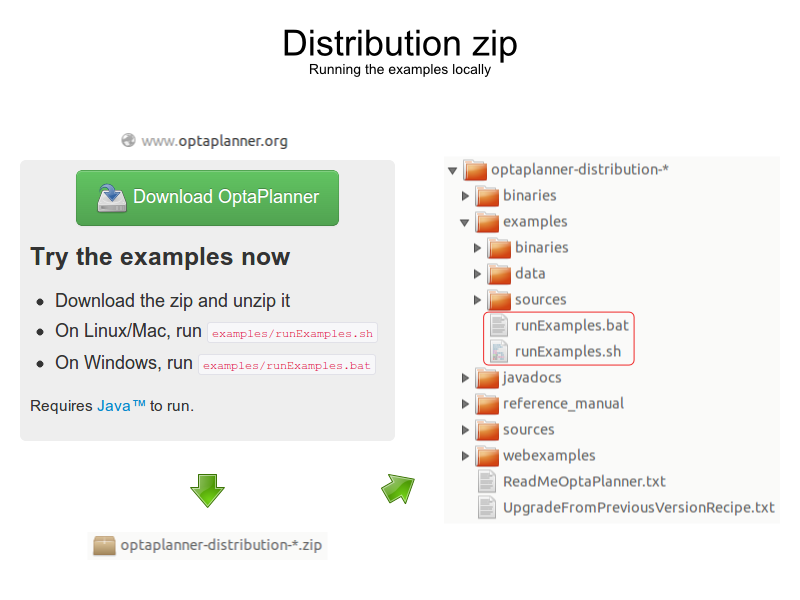 Distribution zip
Running the examples locally
www.optaplanner.org
Download OptaPlanner
Try the examples now
Download the zip and unzip it
On Linux/Mac, run examples/runExamples.sh
On Windows, run examples/runExamples.bat
Requires Java™ to run.
optaplanner-distribution-*.zip
optaplanner-distribution-*
binaries
examples
binaries
data
sources
runExamples.bat
runExamples.sh
javadocs
reference_manual
sources
webexamples
ReadMeOptaPlanner.txt
UpgradeFromPreviousVersionRecipe.txt